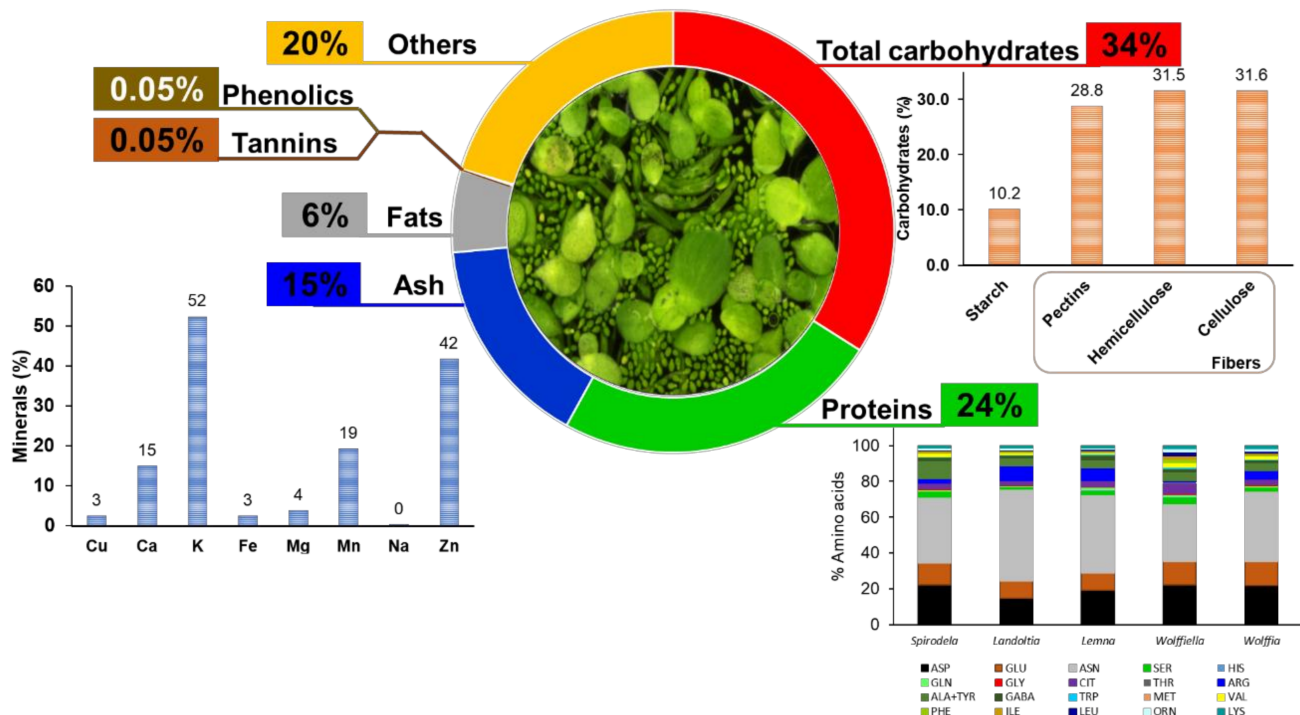 20% Others
Total carbohydrates 34%
0.05% Phenolics
0.05% Tannins
6% Fats
15% Ash
Carbohydrates (%)
30.0
20.0
10.0
0.0
10.2
28.8
31.5
31.6
Starch
Pectins
Hemicellulose
Cellulose
Fibers
Minerals (%)
60
50
40
30
20
10
0
3
15
52
3
4
19
0
42
Cu Ca K Fe Mg Mn Na Zn
Proteins 24%
% Amino acids
100
80
60
40
20
0
Spirodela Landoltia Lemna Wolffiella Wolffia
ASP GLU ASN SER HIS
GLN GLY CIT THR ARG
ALA+TYR GABA TRP MET VAL
PHE ILE LEU ORN LYS